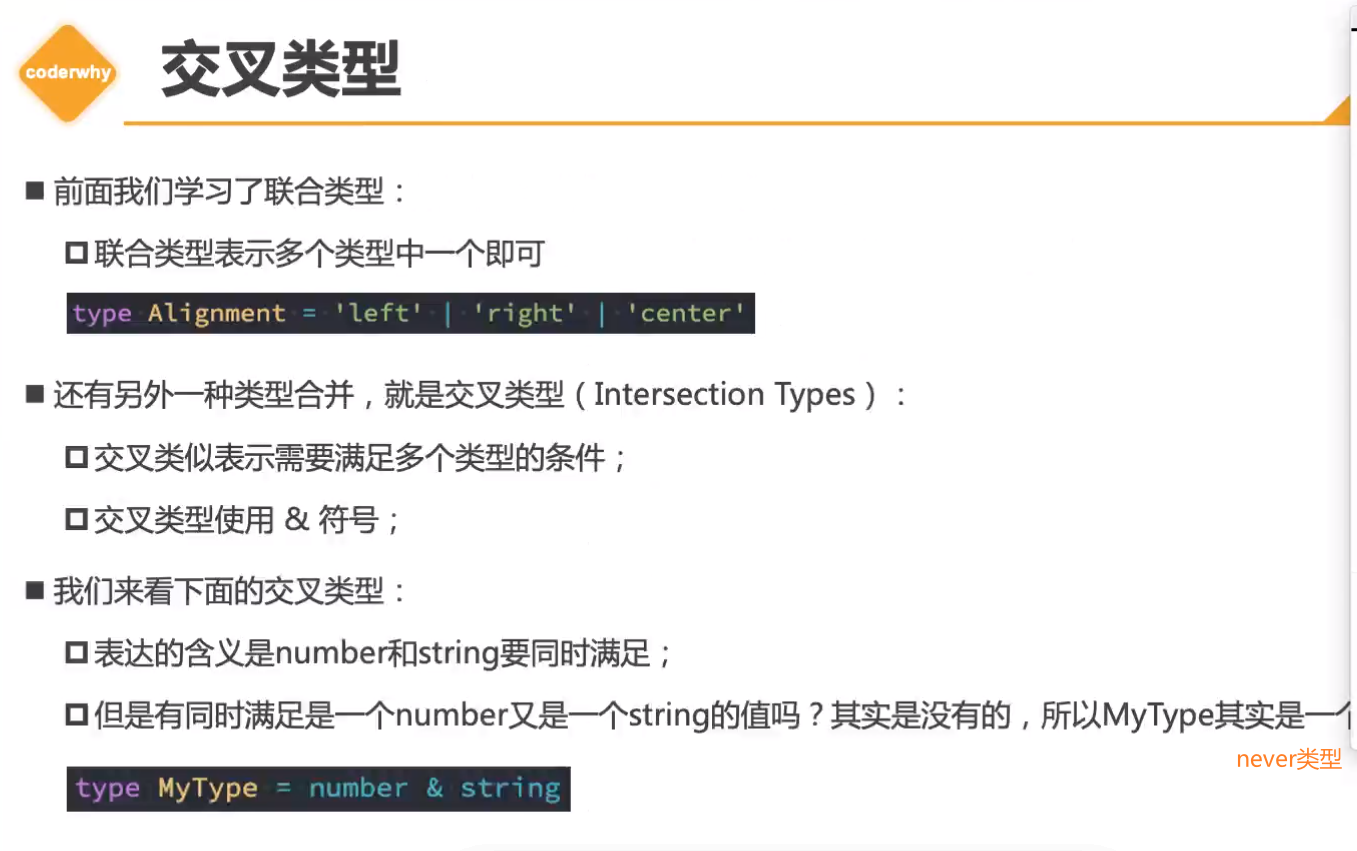 coderwhy
交叉类型
前面我们学习了联合类型：
联合类型表示多个类型中一个即可
type Alignment = 'left' | 'right' | 'center'
还有另外一种类型合并，就是交叉类型（Intersection Types）：
交叉类似表示需要满足多个类型的条件；
交叉类型使用 & 符号；
我们来看下面的交叉类型：
表达的含义是number和string要同时满足；
但是有同时满足是一个number又是一个string的值吗？其实是没有的，所以MyType其实是一个
never类型
type MyType = number & string